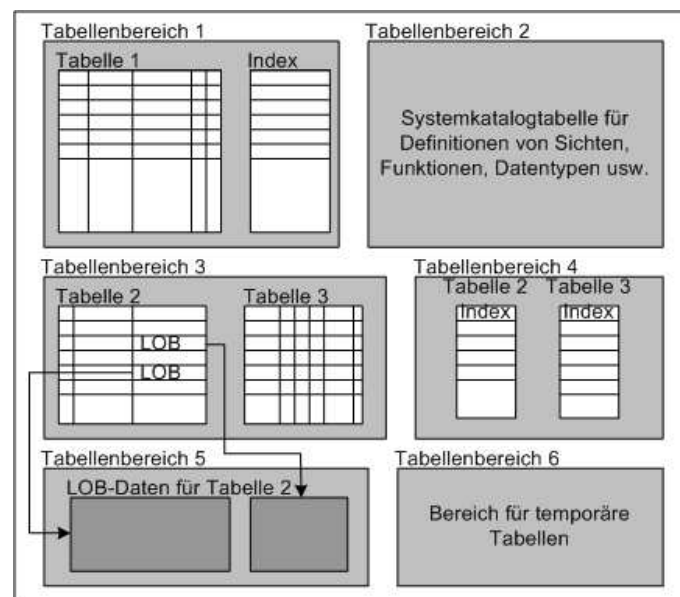 Tabellenbereich 1
Tabelle 1
Index
Tabellenbereich 2
Systemkatalogtabelle für
Definitionen von Sichten,
Funktionen, Datentypen usw.
Tabellenbereich 3
Tabelle 2
LOB
LOB
Tabelle 3
Tabellenbereich 4
Tabelle 2
Index
Tabelle 3
Index
Tabellenbereich 5
LOB-Daten für Tabelle 2
Tabellenbereich 6
Bereich für temporäre
Tabellen